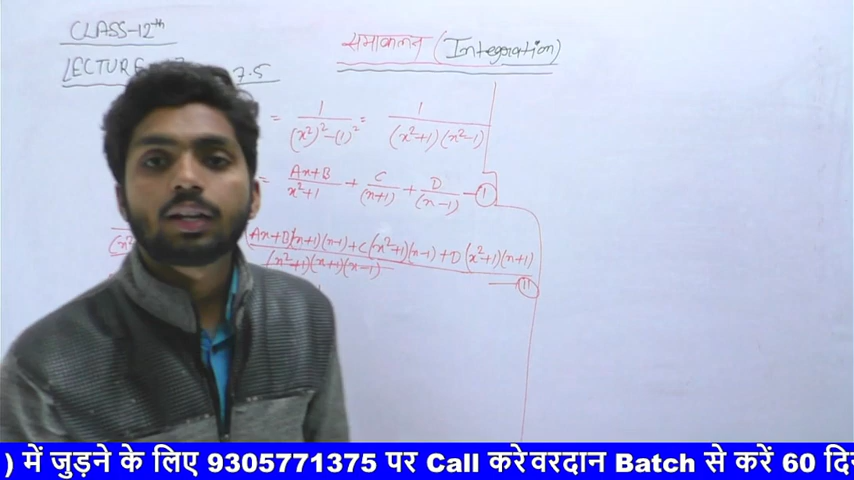 CLASS-12th
समाकलन (Integration)
LECTURE 7.5
= 1/((x²)²-(1)²) = 1/((x²+1)(x²-1))
= Ax+B/x²+1 + C/(x+1) + D/(x-1) — I
(Ax+B)(x+1)(x-1)+C(x²+1)(x-1)+D(x²+1)(x+1)
(x²+1)(x+1)(x-1)
— II
) में जुड़ने के लिए 9305771375 पर Call करे वरदान Batch से करें 60